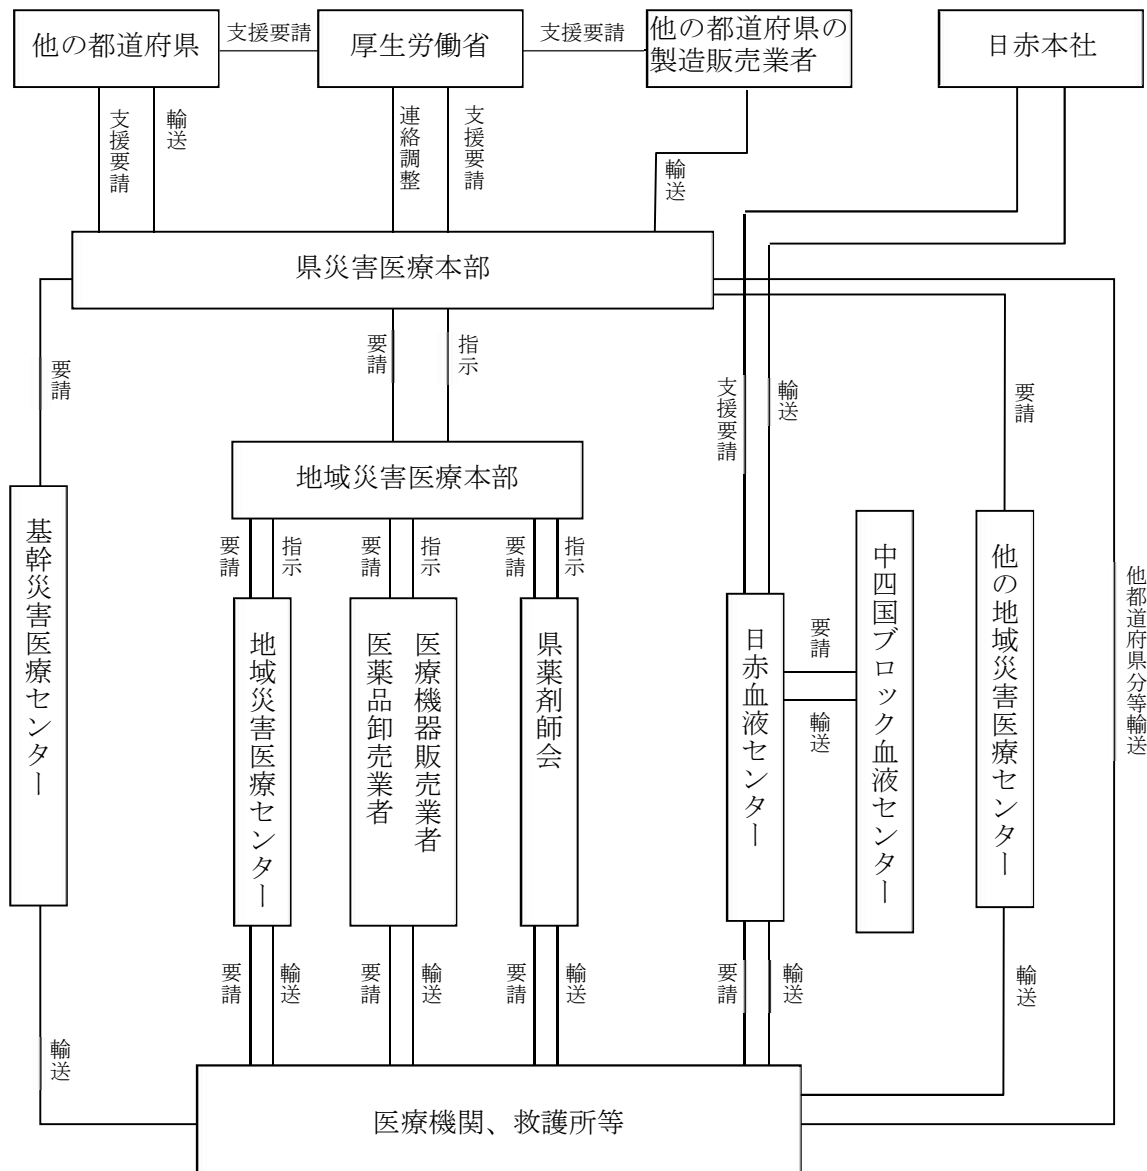 他の都道府県
支援要請
厚生労働省
支援要請
他の都道府県の
製造販売業者
日赤本社
支援要請
輸送
連絡調整
支援要請
輸送
県災害医療本部
要請
要請
指示
支援要請
輸送
要請
地域災害医療本部
要請
指示
要請
指示
要請
指示
基幹災害医療センター
地域災害医療センター
医療機器販売業者
医薬品卸売業者
県薬剤師会
日赤血液センター
要請
輸送
中四国ブロック血液センター
他の地域災害医療センター
他都道府県分等輸送
要請
輸送
要請
輸送
要請
輸送
要請
輸送
輸送
輸送
医療機関、救護所等